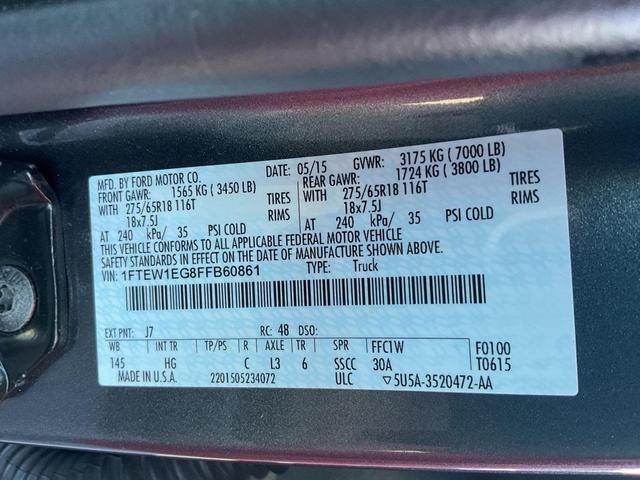 MFD. BY FORD MOTOR CO.
DATE: 05/15 GVWR: 3175 KG ( 7000 LB)
FRONT GAWR: 1565 KG ( 3450 LB) REAR GAWR: 1724 KG ( 3800 LB)
WITH 275/65R18 116T TIRES WITH 275/65R18 116T TIRES
18x7.5J RIMS 18x7.5J RIMS
AT 240 kPa/ 35 PSI COLD AT 240 kPa/ 35 PSI COLD
THIS VEHICLE CONFORMS TO ALL APPLICABLE FEDERAL MOTOR VEHICLE
SAFETY STANDARDS IN EFFECT ON THE DATE OF MANUFACTURE SHOWN ABOVE.
VIN: 1FTEW1EG8FFB60861 TYPE: Truck
EXT PNT: J7 RC: 48 DSO:
WB INT TR TP/PS R AXLE TR SPR FFC1W F0100
145 HG C L3 6 SSCC 30A T0615
MADE IN U.S.A. 2201505234072 ULC ▽5U5A-3520472-AA